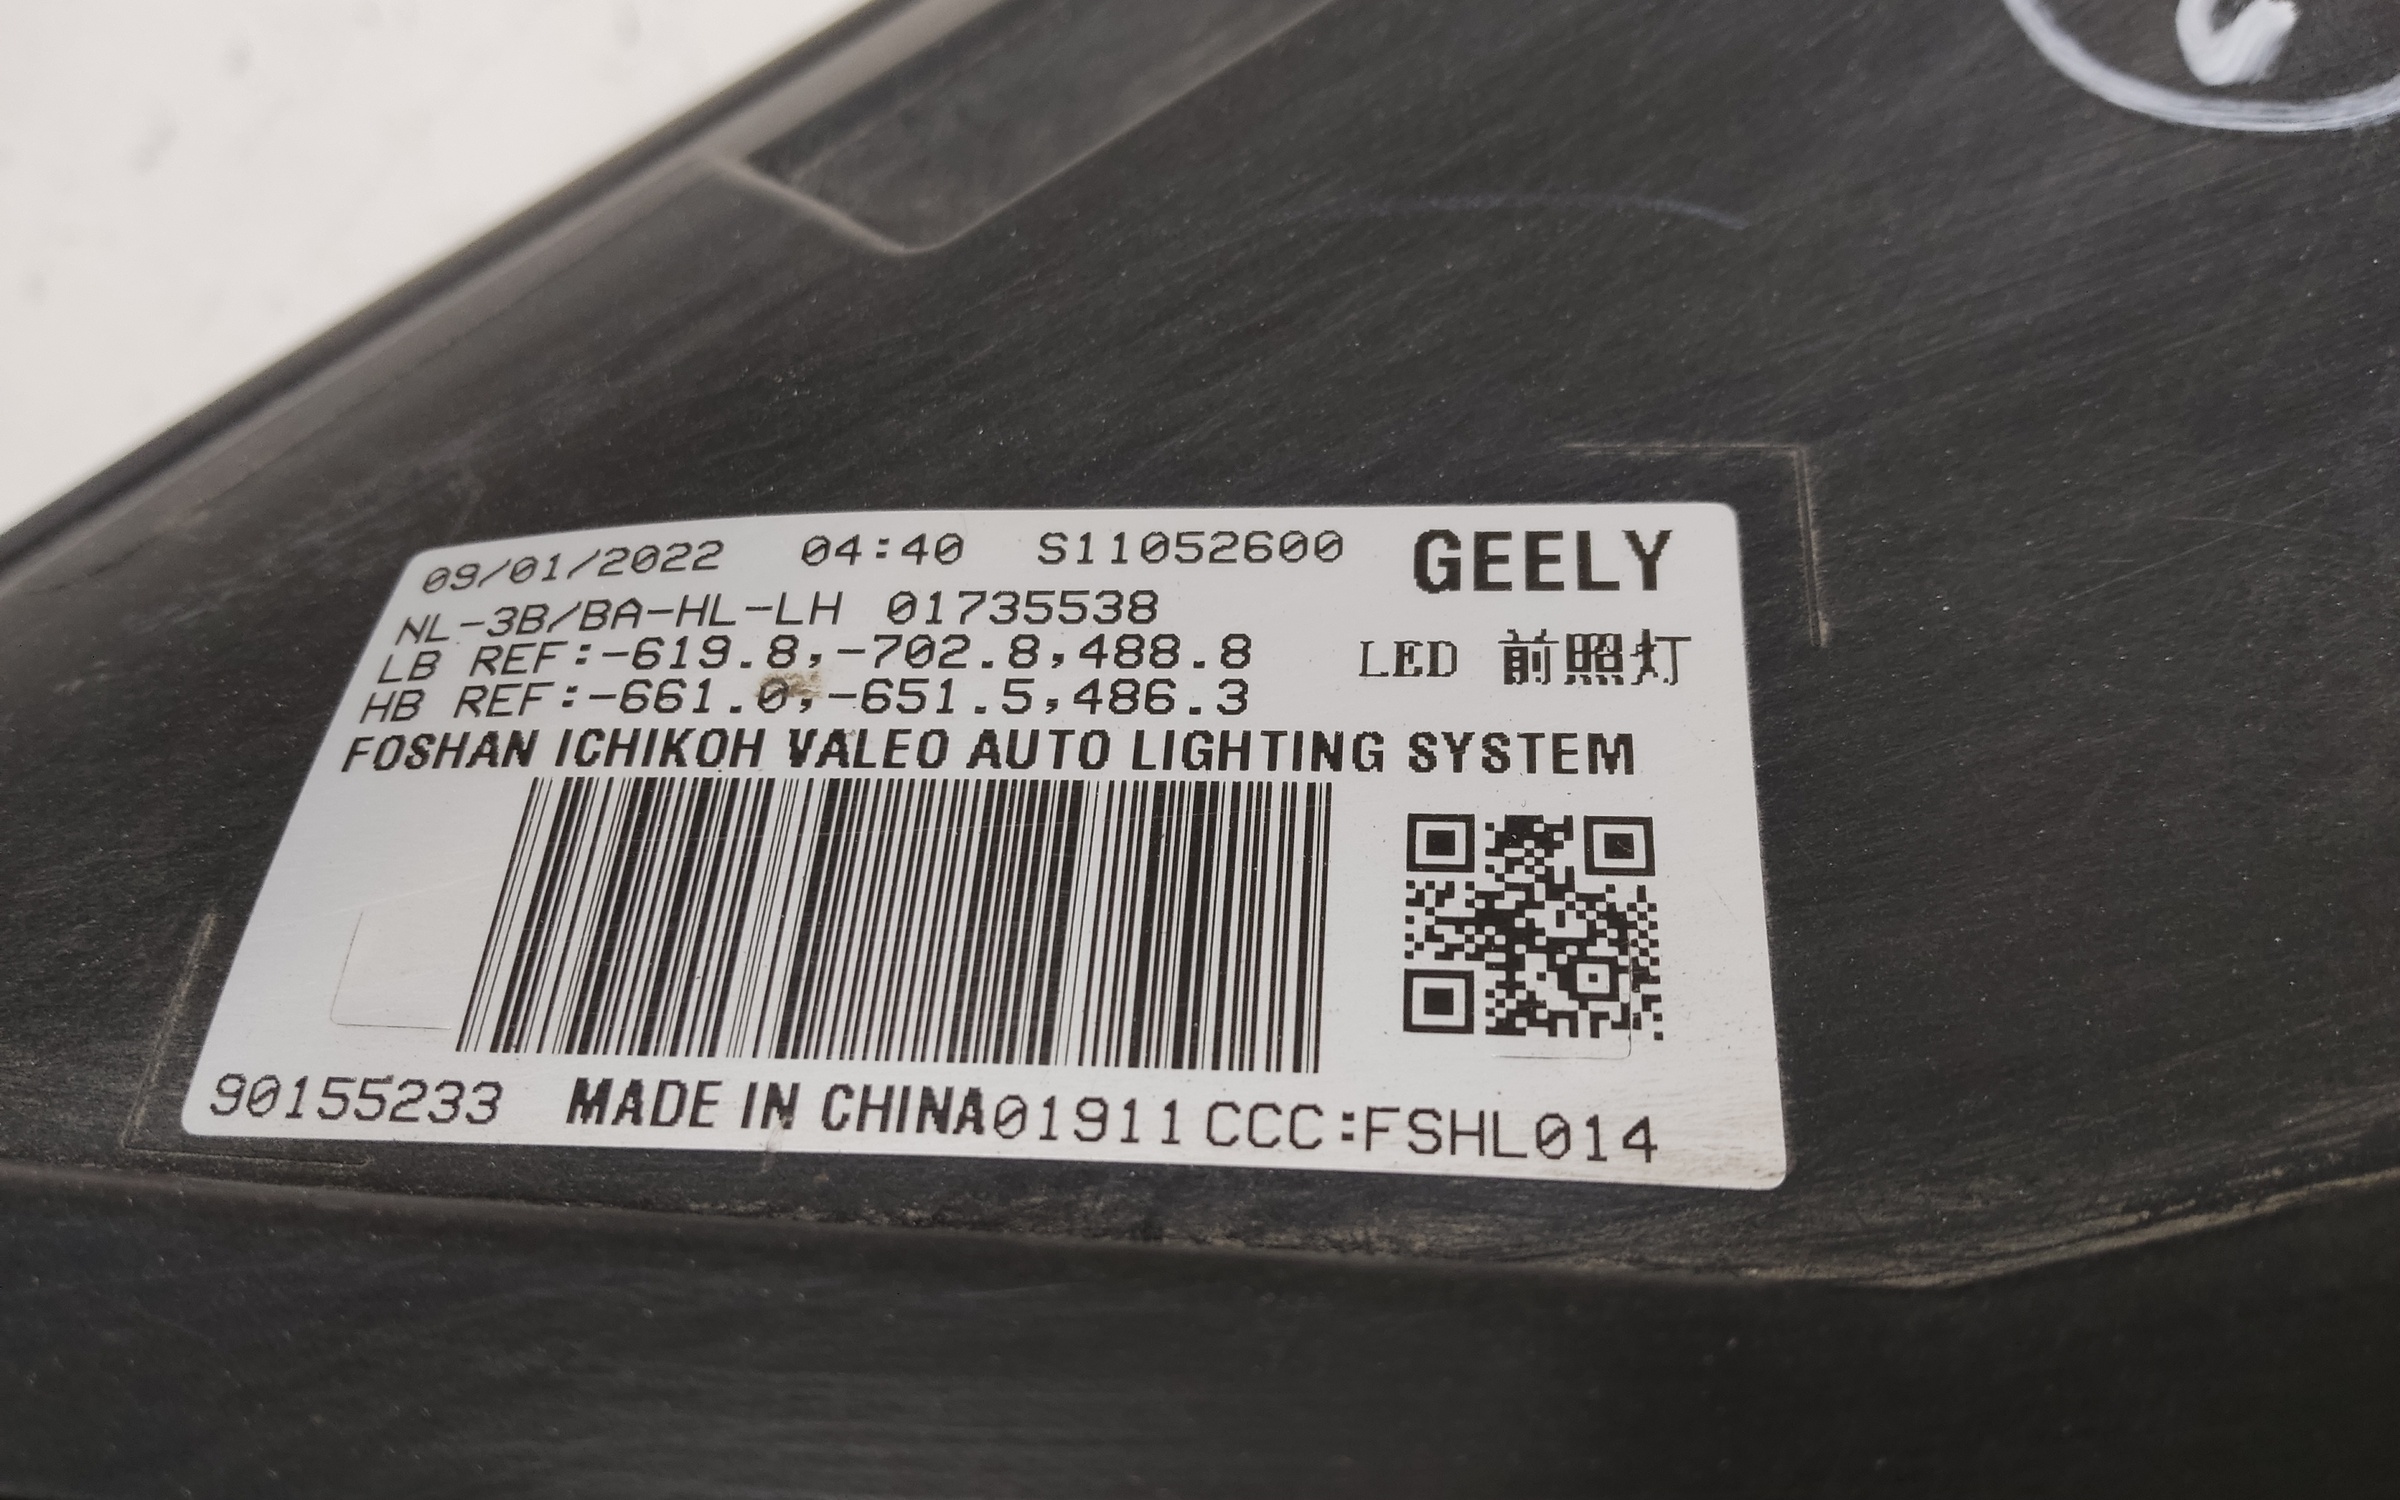 09/01/2022 04:40 S11052600 GEELY
NL-3B/BA-HL-LH 01735538
LB REF:-619.8,-702.8,488.8 LED 前照灯
HB REF:-661.0,-651.5,486.3
FOSHAN ICHIKOH VALEO AUTO LIGHTING SYSTEM
90155233 MADE IN CHINA01911 CCC:FSHL014